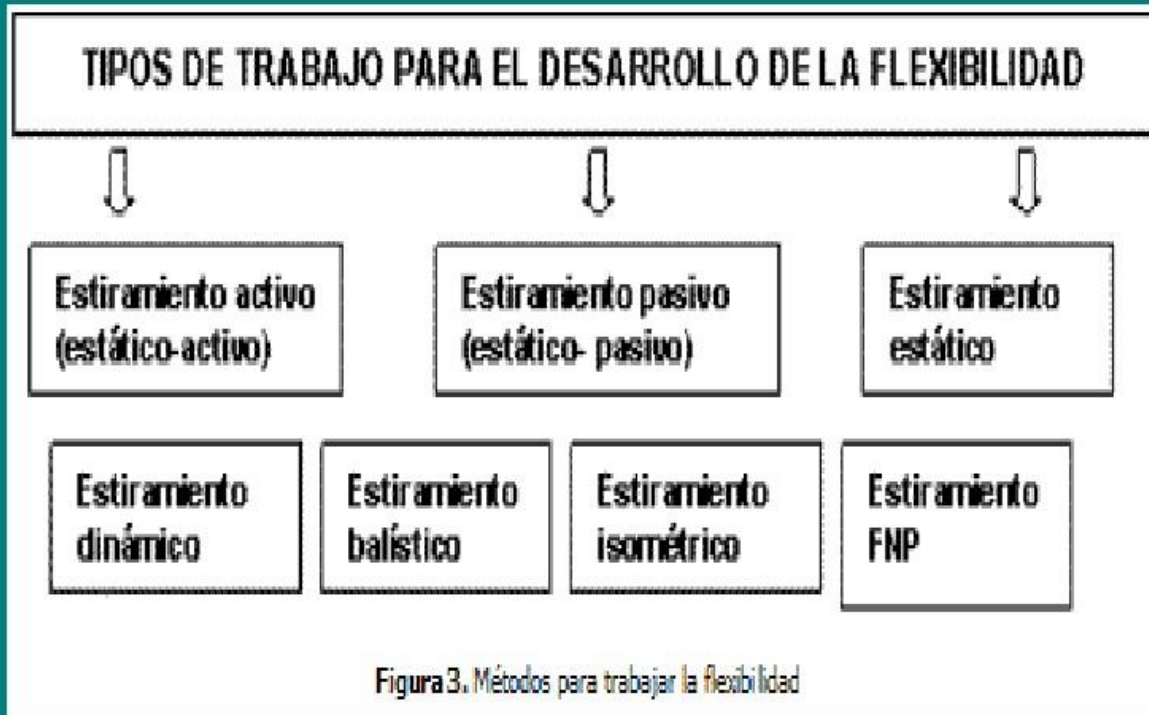 TIPOS DE TRABAJO PARA EL DESARROLLO DE LA FLEXIBILIDAD
Estiramiento activo
(estático-activo)
Estiramiento pasivo
(estático- pasivo)
Estiramiento
estático
Estiramiento
dinámico
Estiramiento
balístico
Estiramiento
isométrico
Estiramiento
FNP
Figura 3. Métodos para trabajar la flexibilidad